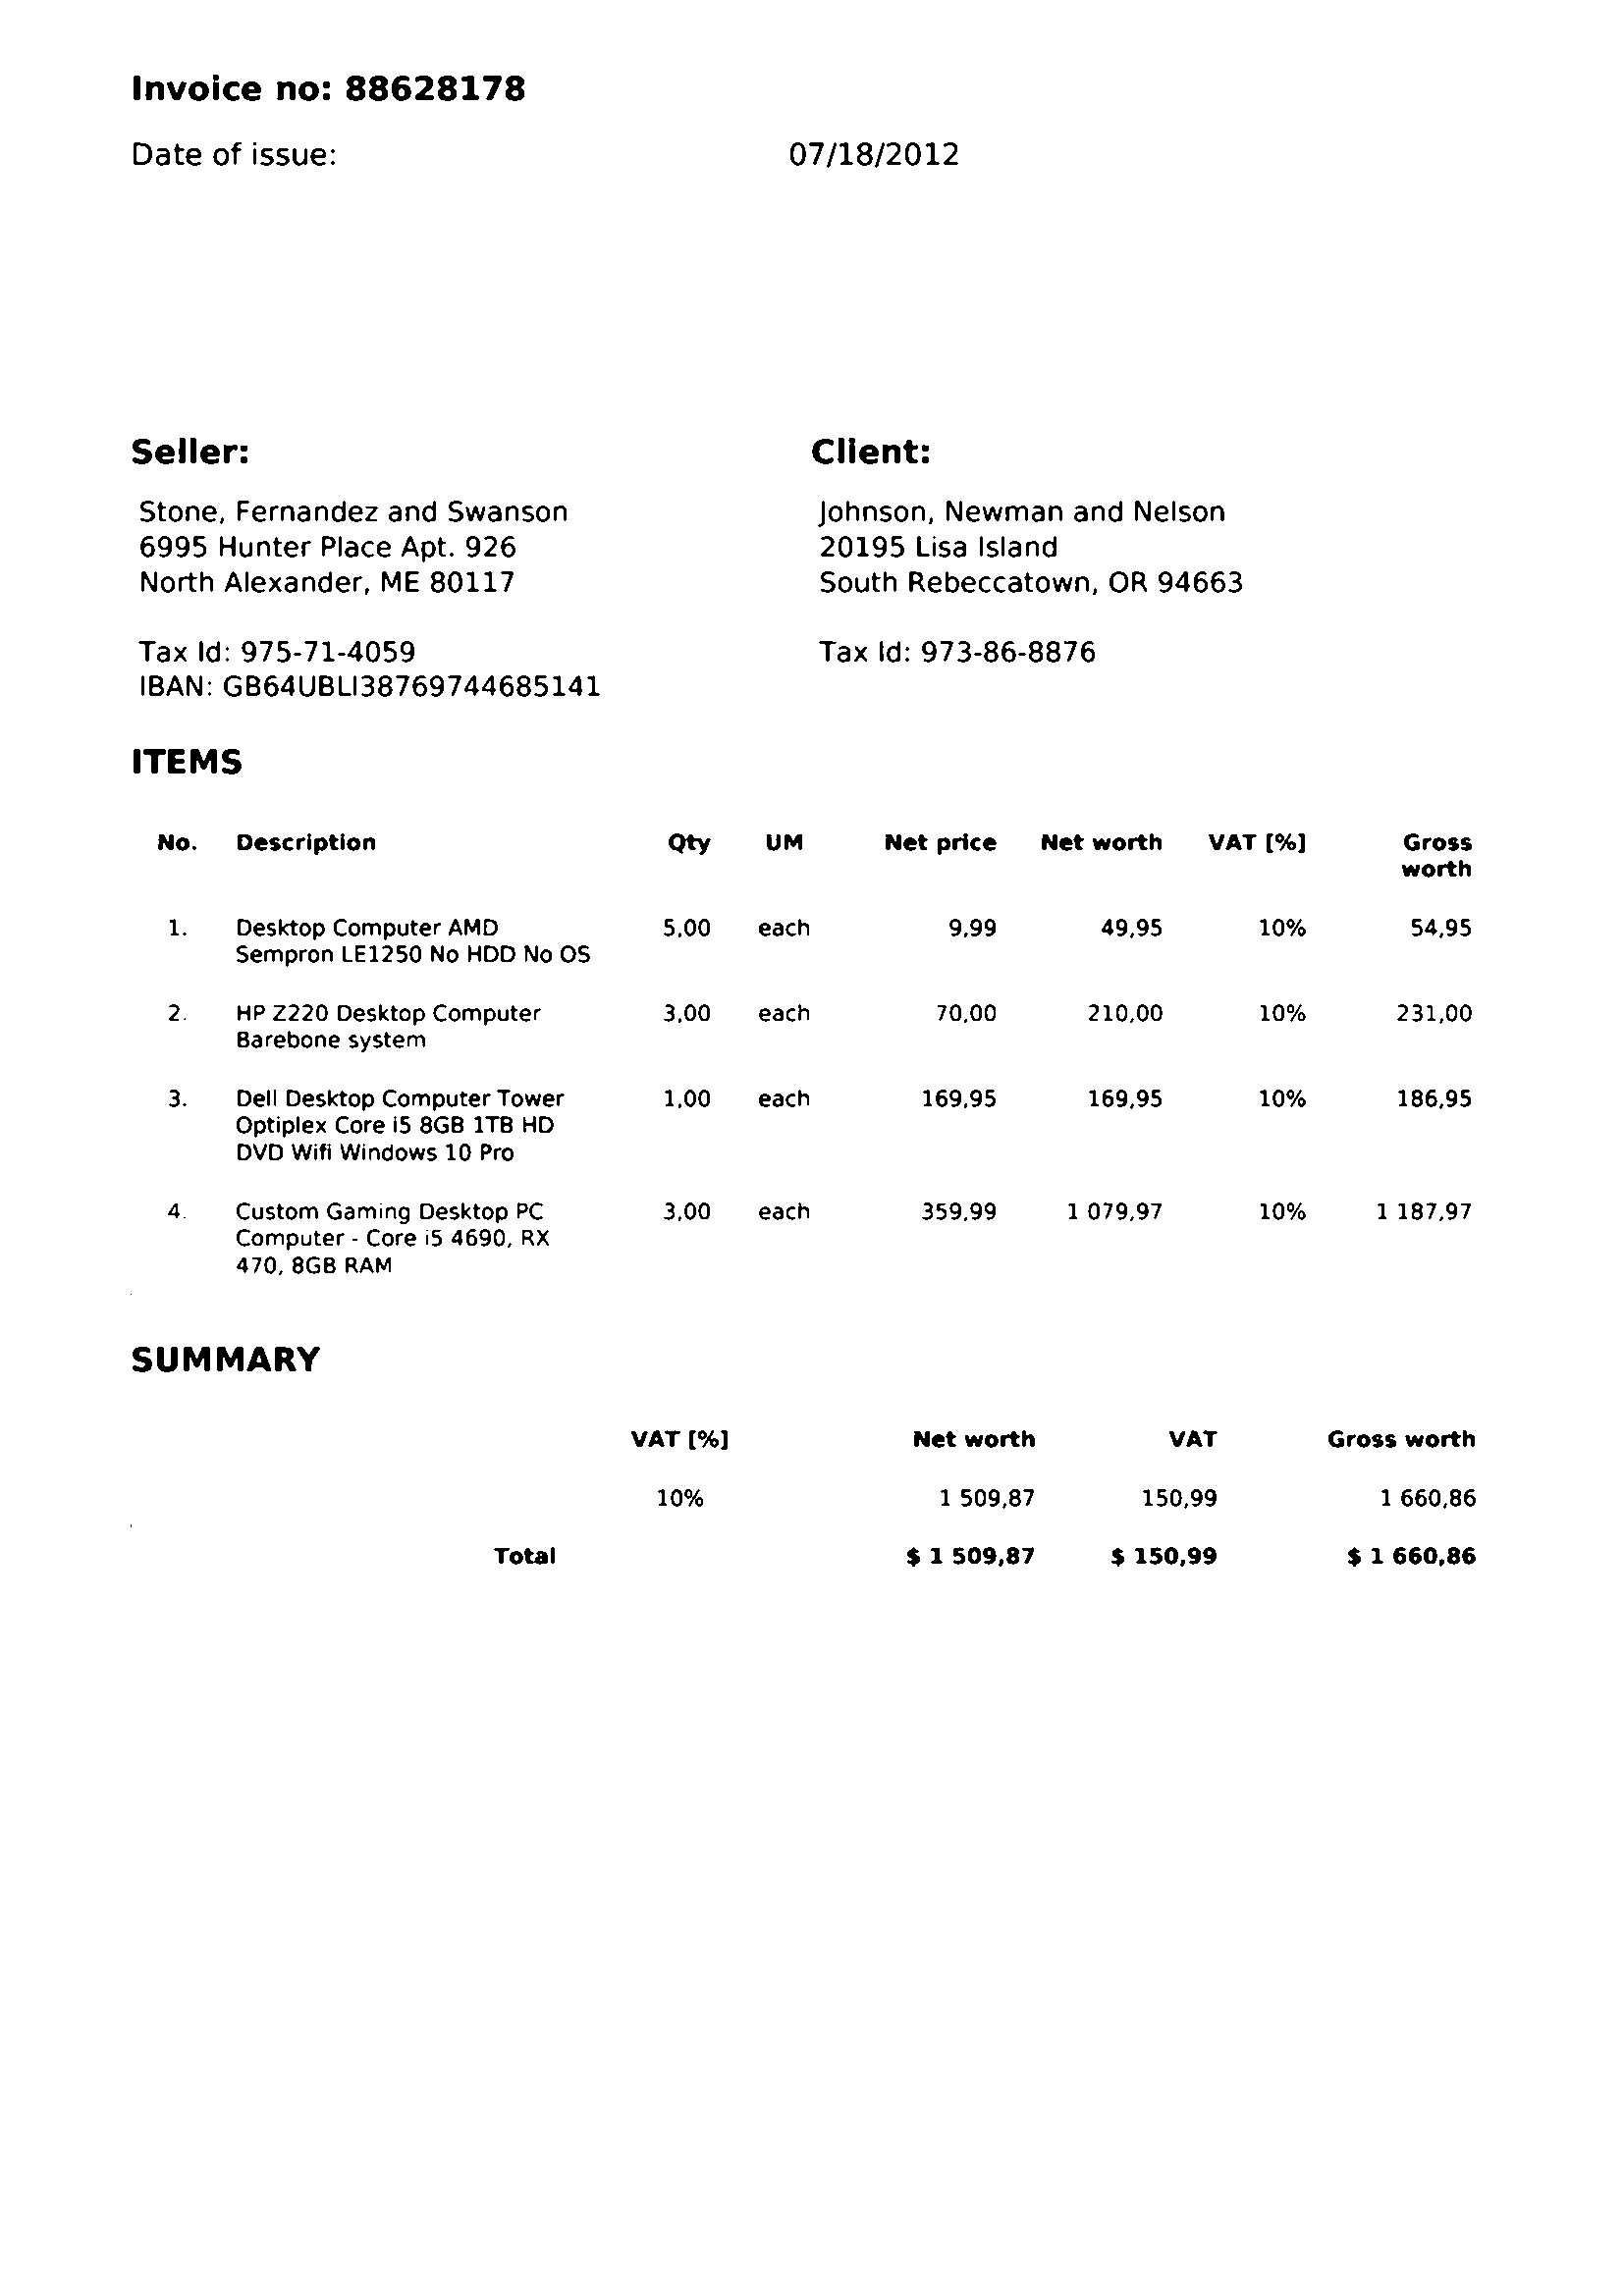 Invoice no: 88628178
Date of issue: 07/18/2012
Seller: Client:
Stone, Fernandez and Swanson Johnson, Newman and Nelson
6995 Hunter Place Apt. 926 20195 Lisa Island
North Alexander, ME 80117 South Rebeccatown, OR 94663
Tax Id: 975-71-4059 Tax Id: 973-86-8876
IBAN: GB64UBLI38769744685141
ITEMS
No. Description Qty UM Net price Net worth VAT [%] Gross
worth
1. Desktop Computer AMD 5,00 each 9,99 49,95 10% 54,95
Sempron LE1250 No HDD No OS
2. HP Z220 Desktop Computer 3,00 each 70,00 210,00 10% 231,00
Barebone system
3. Dell Desktop Computer Tower 1,00 each 169,95 169,95 10% 186,95
Optiplex Core i5 8GB 1TB HD
DVD Wifi Windows 10 Pro
4. Custom Gaming Desktop PC 3,00 each 359,99 1 079,97 10% 1 187,97
Computer - Core i5 4690, RX
470, 8GB RAM
SUMMARY
VAT [%] Net worth VAT Gross worth
10% 1 509,87 150,99 1 660,86
Total $ 1 509,87 $ 150,99 $ 1 660,86